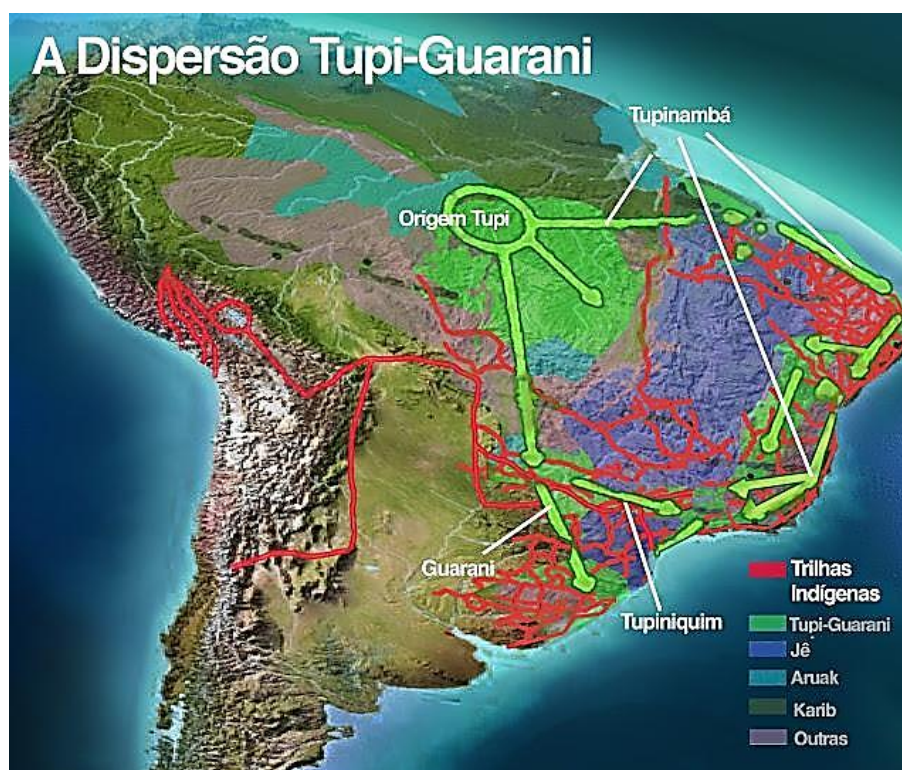 A Dispersão Tupi-Guarani
Tupinambá
Origem Tupi
Guarani
Tupiniquim
Trilhas
Indígenas
Tupi-Guarani
Jê
Aruak
Karib
Outras